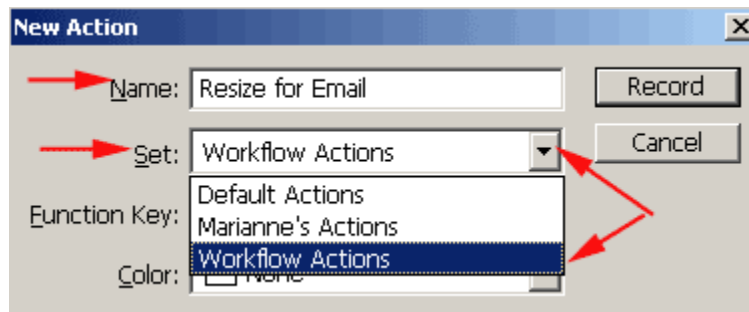 New Action
Name: Resize for Email Record
Set: Workflow Actions Cancel
Default Actions
Function Key: Marianne's Actions
Workflow Actions
Color: None